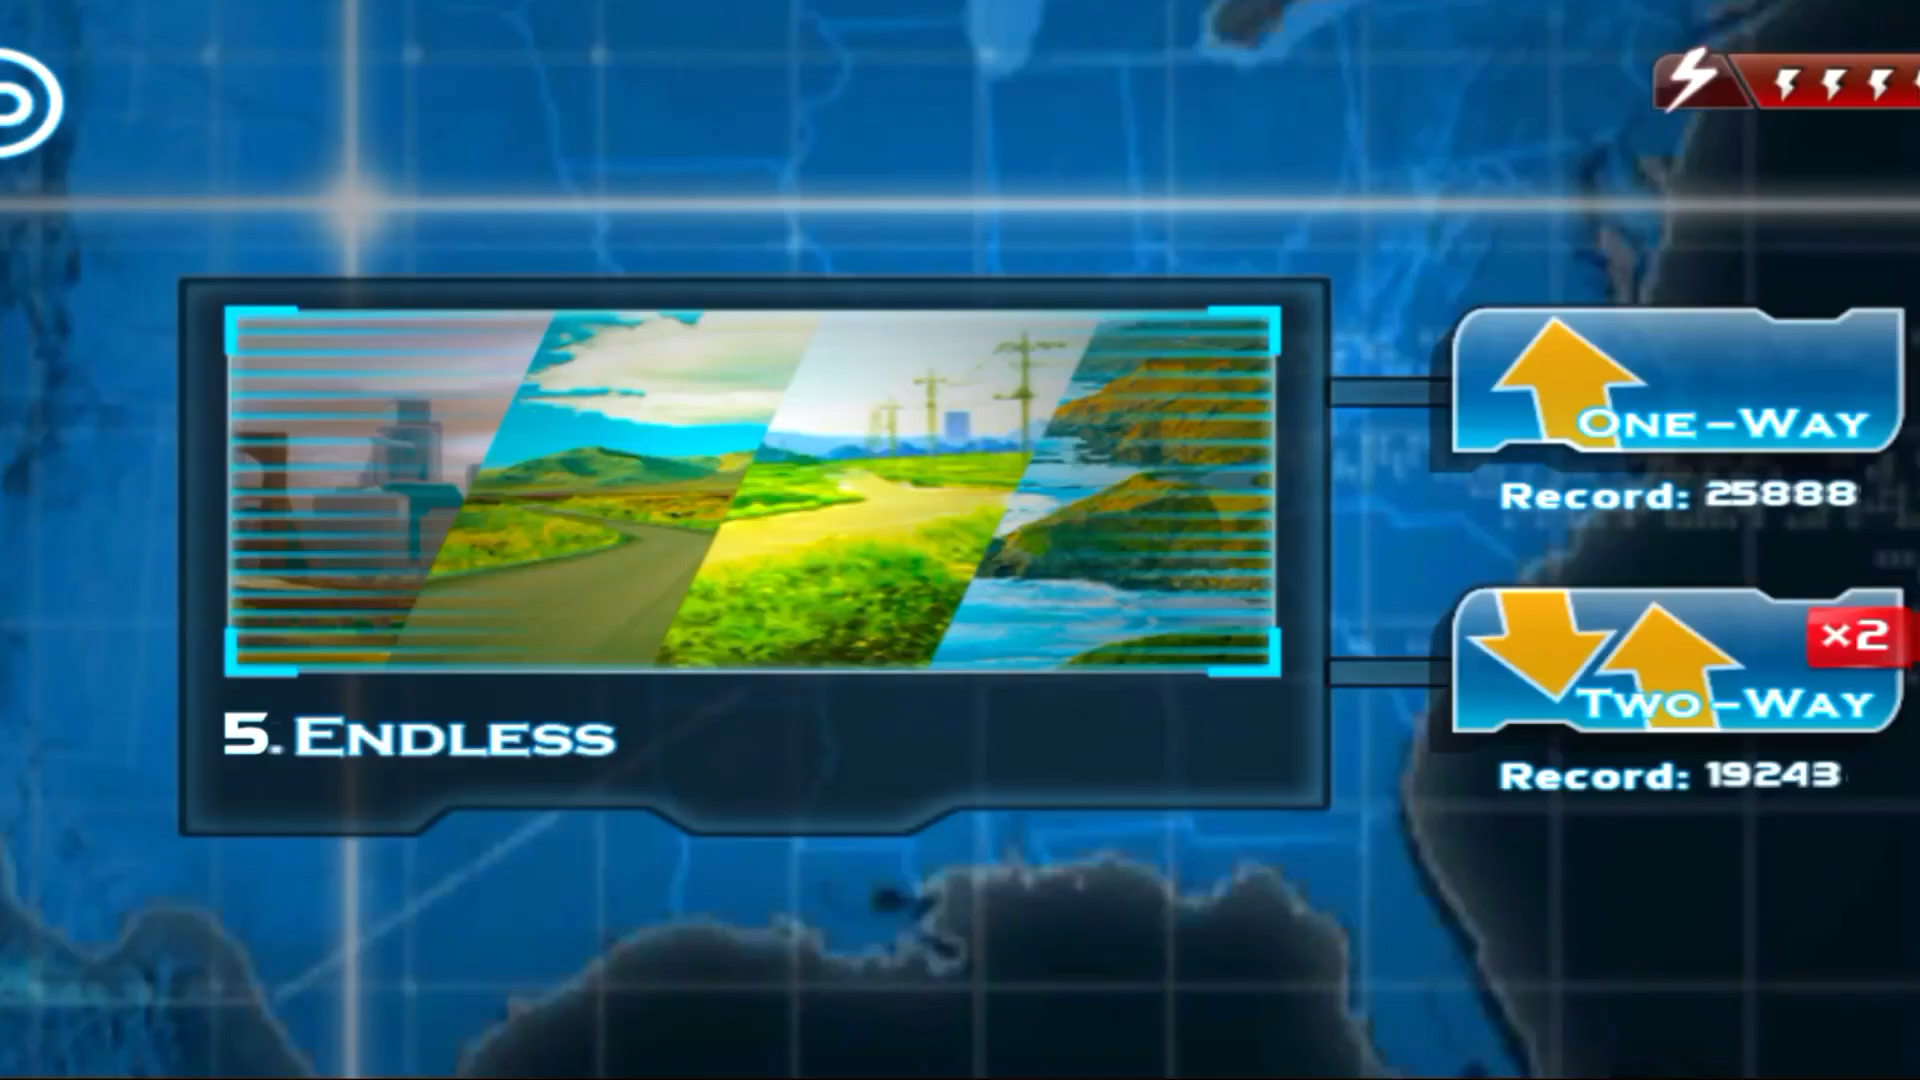 ONE-WAY
Record: 25888
×2
TWO-WAY
Record: 19243
5. ENDLESS